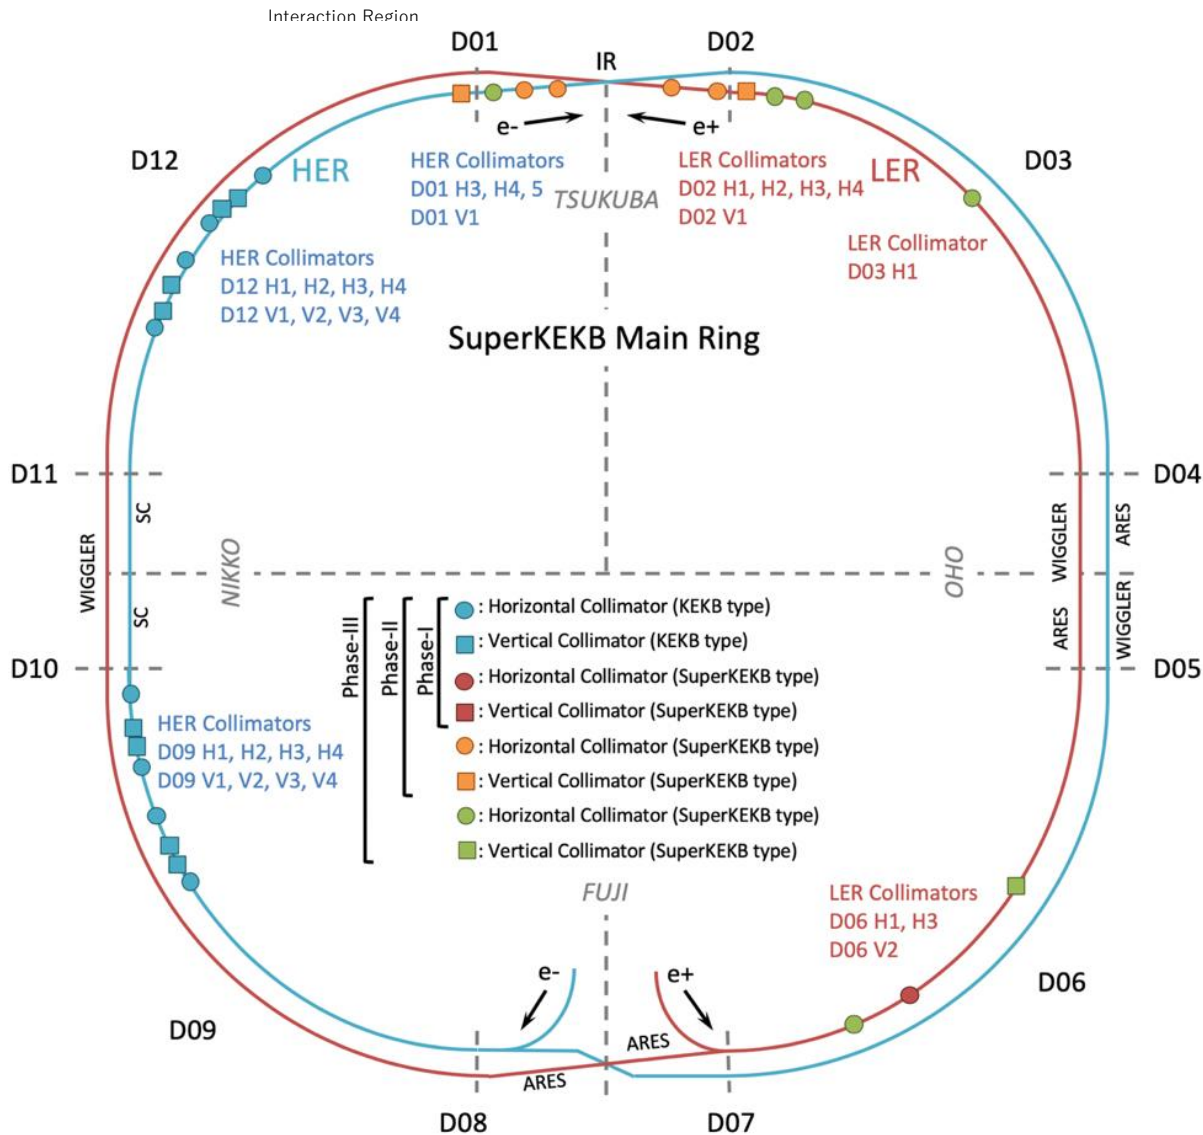 Interaction Region
D01
D02
IR
e-
e+
D12
HER
HER Collimators
D01 H3, H4, 5
D01 V1
TSUKUBA
LER Collimators
D02 H1, H2, H3, H4
D02 V1
LER
D03
LER Collimator
D03 H1
HER Collimators
D12 H1, H2, H3, H4
D12 V1, V2, V3, V4
SuperKEKB Main Ring
D11
D04
SC
WIGGLER
ARES
WIGGLER
NIKKO
OHO
SC
ARES
WIGGLER
D10
D05
Phase-III
Phase-II
Phase-I
: Horizontal Collimator (KEKB type)
: Vertical Collimator (KEKB type)
: Horizontal Collimator (SuperKEKB type)
: Vertical Collimator (SuperKEKB type)
: Horizontal Collimator (SuperKEKB type)
: Vertical Collimator (SuperKEKB type)
: Horizontal Collimator (SuperKEKB type)
: Vertical Collimator (SuperKEKB type)
HER Collimators
D09 H1, H2, H3, H4
D09 V1, V2, V3, V4
FUJI
LER Collimators
D06 H1, H3
D06 V2
e-
e+
D06
D09
ARES
ARES
D08
D07